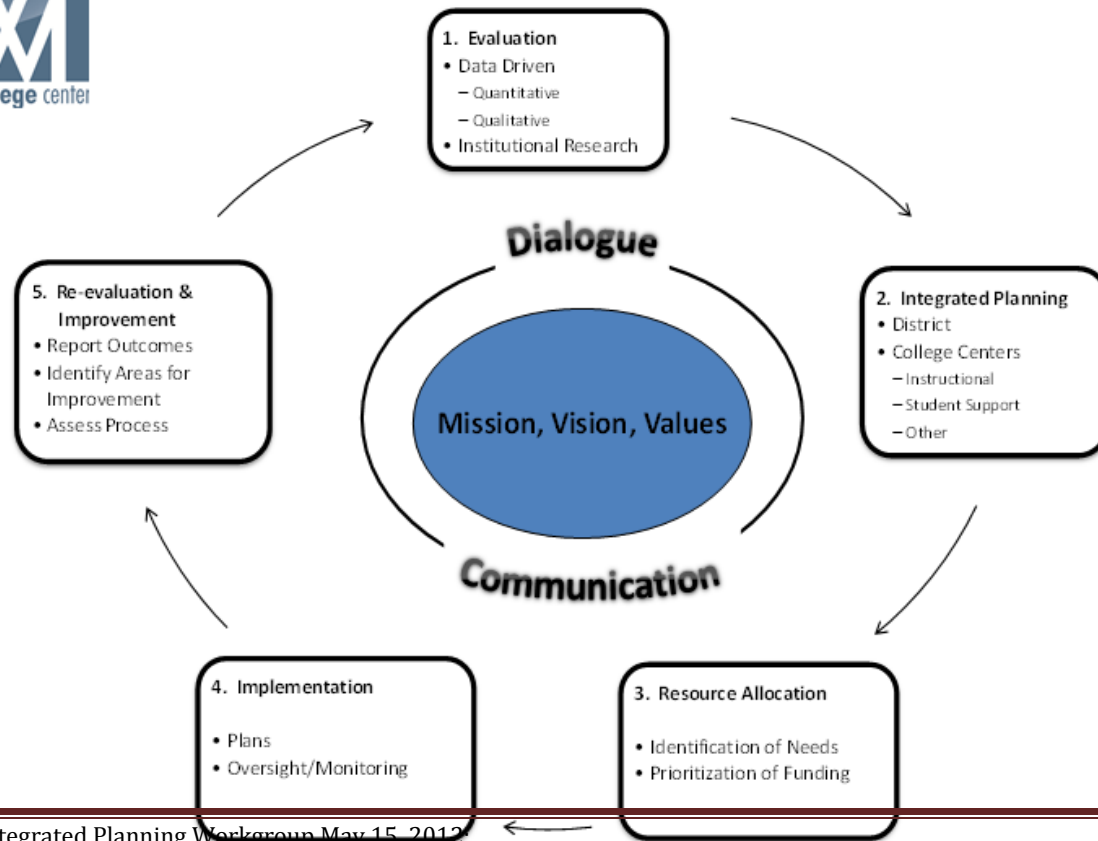 ege center
1. Evaluation
• Data Driven
– Quantitative
– Qualitative
• Institutional Research
Dialogue
Mission, Vision, Values
Communication
2. Integrated Planning
• District
• College Centers
– Instructional
– Student Support
– Other
3. Resource Allocation
• Identification of Needs
• Prioritization of Funding
4. Implementation
• Plans
• Oversight/Monitoring
5. Re-evaluation &
Improvement
• Report Outcomes
• Identify Areas for
Improvement
• Assess Process
tegrated Planning Workgroup May 15, 2012